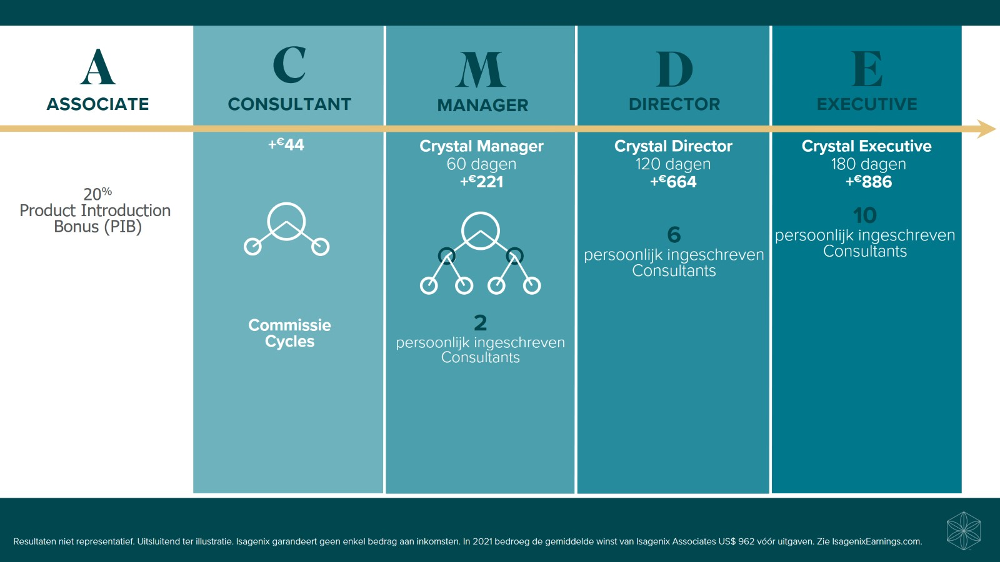 A
ASSOCIATE
20%
Product Introduction
Bonus (PIB)
C
CONSULTANT
+€44
Commissie
Cycles
M
MANAGER
Crystal Manager
60 dagen
+€221
2
persoonlijk ingeschreven
Consultants
D
DIRECTOR
Crystal Director
120 dagen
+€664
6
persoonlijk ingeschreven
Consultants
E
EXECUTIVE
Crystal Executive
180 dagen
+€886
10
persoonlijk ingeschreven
Consultants
Resultaten niet representatief. Uitsluitend ter illustratie. Isagenix garandeert geen enkel bedrag aan inkomsten. In 2021 bedroeg de gemiddelde winst van Isagenix Associates US$ 962 vóór uitgaven. Zie IsagenixEarnings.com.